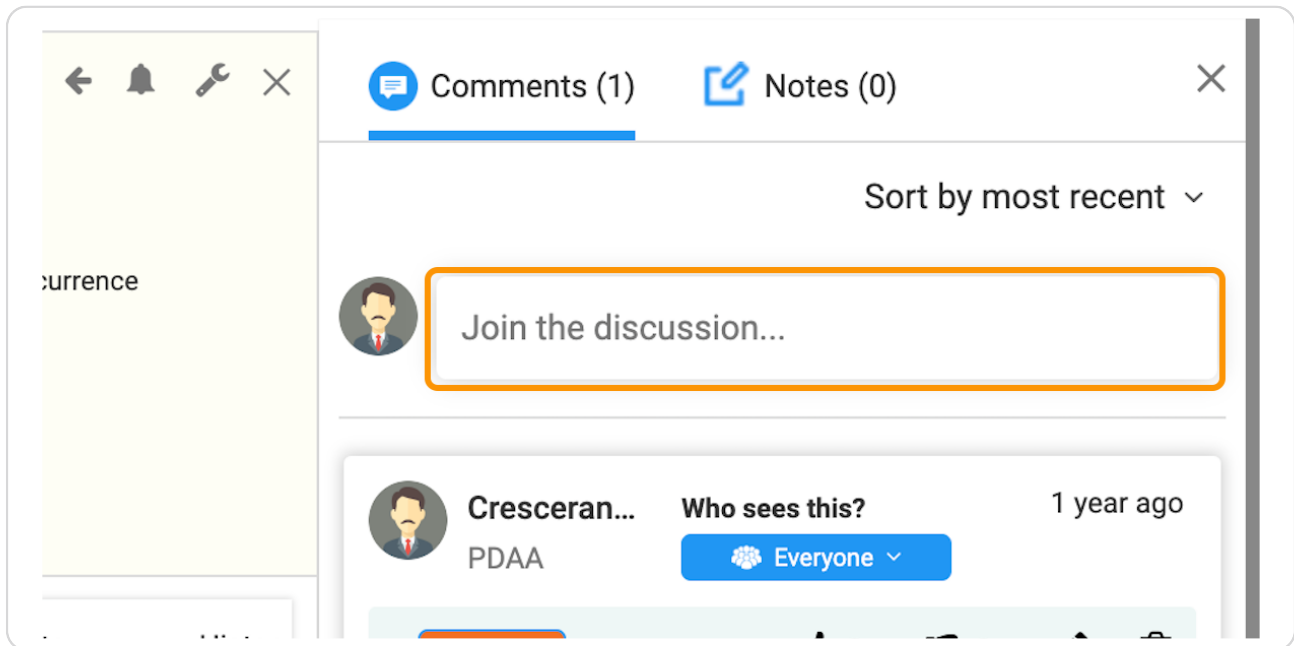 Comments (1)
Notes (0)
Sort by most recent
currence
Join the discussion...
Cresceran...
Who sees this?
1 year ago
PDAA
Everyone